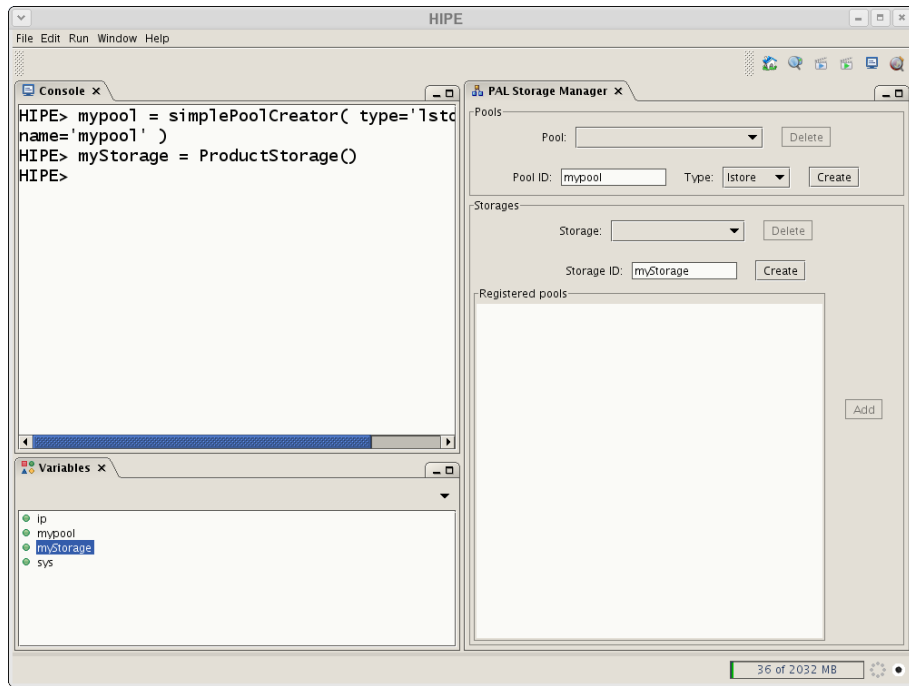 HIPE
File Edit Run Window Help
Console
HIPE> mypool = simplePoolCreator( type='lsto
name='mypool' )
HIPE> myStorage = ProductStorage()
HIPE>
Variables
ip
mypool
myStorage
sys
PAL Storage Manager
Pools
Pool: Delete
Pool ID: mypool Type: lstore Create
Storages
Storage: Delete
Storage ID: myStorage Create
Registered pools
Add
36 of 2032 MB